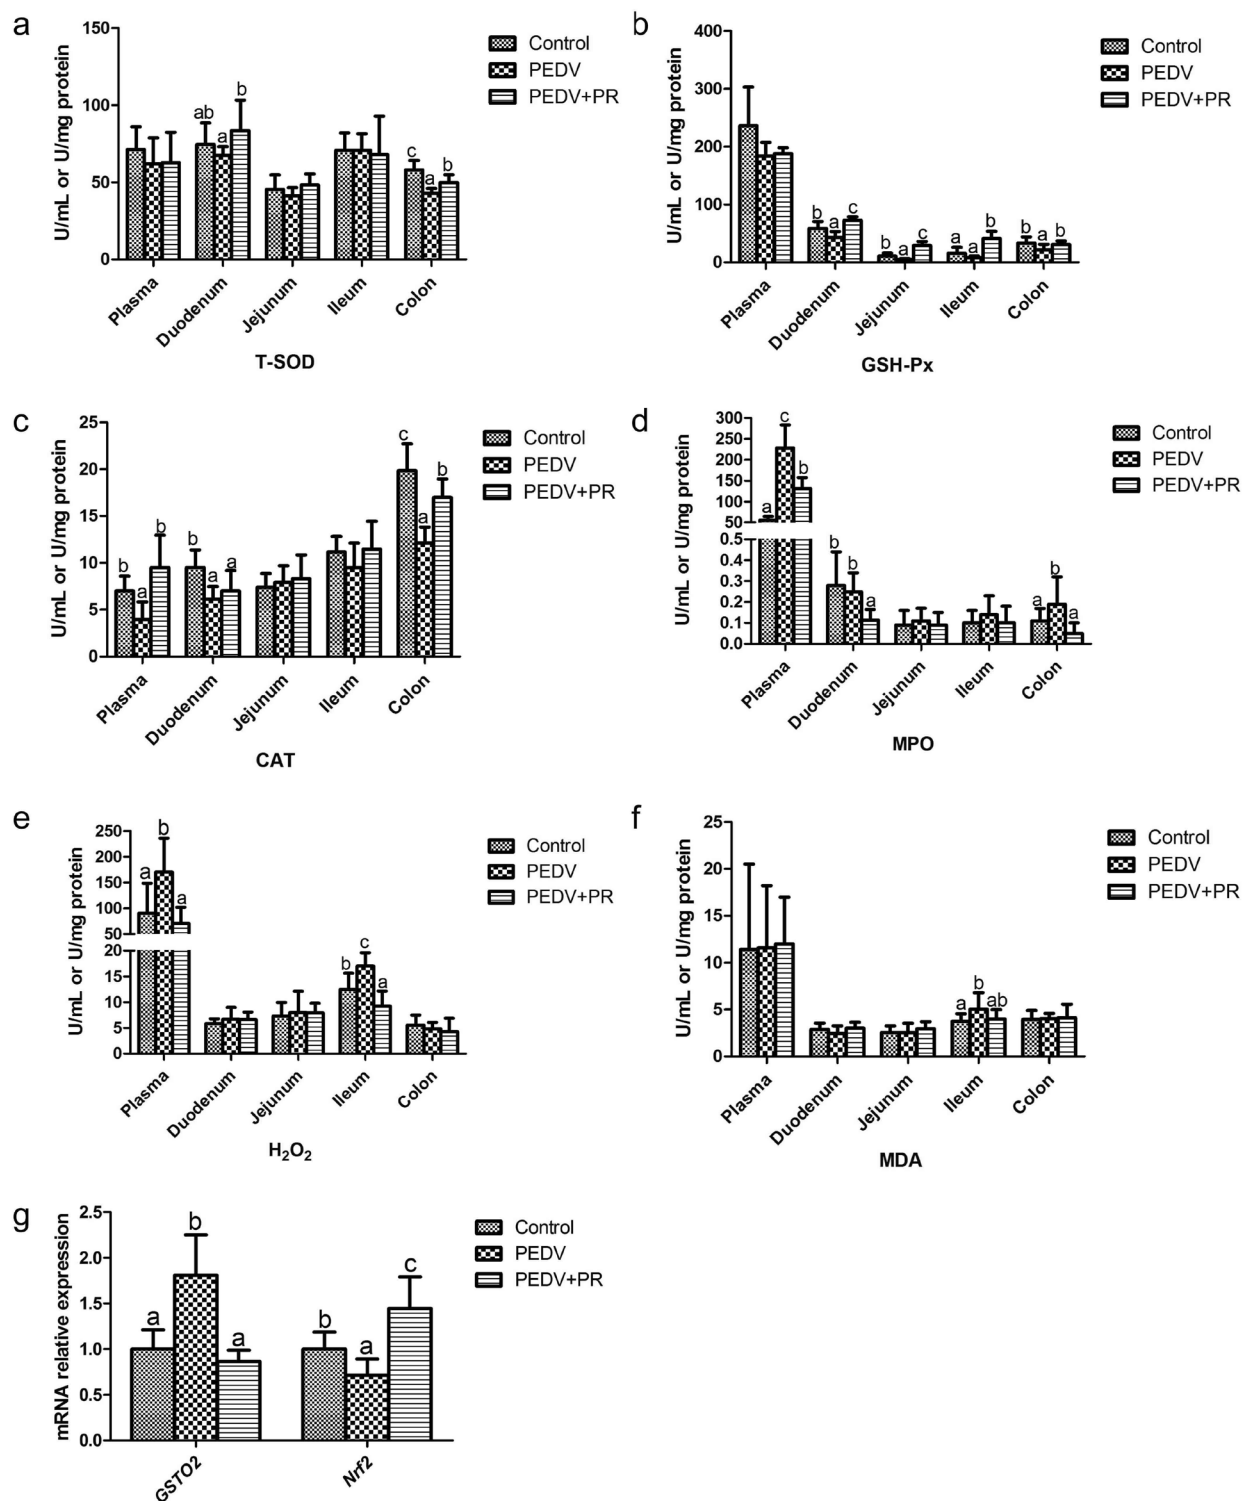 a
150
100
50
0
U/mL or U/mg protein
ab
a
b
c
a
b
Control
PEDV
PEDV+PR
Plasma
Duodenum
Jejunum
Ileum
Colon
T-SOD
b
400
300
200
100
0
U/mL or U/mg protein
b
a
c
b
a
c
a
a
b
b
a
b
Control
PEDV
PEDV+PR
Plasma
Duodenum
Jejunum
Ileum
Colon
GSH-Px
c
25
20
15
10
5
0
U/mL or U/mg protein
b
a
b
b
a
a
c
a
b
Control
PEDV
PEDV+PR
Plasma
Duodenum
Jejunum
Ileum
Colon
CAT
d
300
250
200
150
100
50
0.5
0.4
0.3
0.2
0.1
0.0
U/mL or U/mg protein
a
c
b
b
b
a
a
b
a
Control
PEDV
PEDV+PR
Plasma
Duodenum
Jejunum
Ileum
Colon
MPO
e
250
200
150
100
50
20
15
10
5
0
U/mL or U/mg protein
a
b
a
b
c
a
Control
PEDV
PEDV+PR
Plasma
Duodenum
Jejunum
Ileum
Colon
H₂O₂
f
25
20
15
10
5
0
U/mL or U/mg protein
a
b
ab
Control
PEDV
PEDV+PR
Plasma
Duodenum
Jejunum
Ileum
Colon
MDA
g
2.5
2.0
1.5
1.0
0.5
0.0
mRNA relative expression
a
b
a
b
a
c
Control
PEDV
PEDV+PR
GSTO2
Nrf2